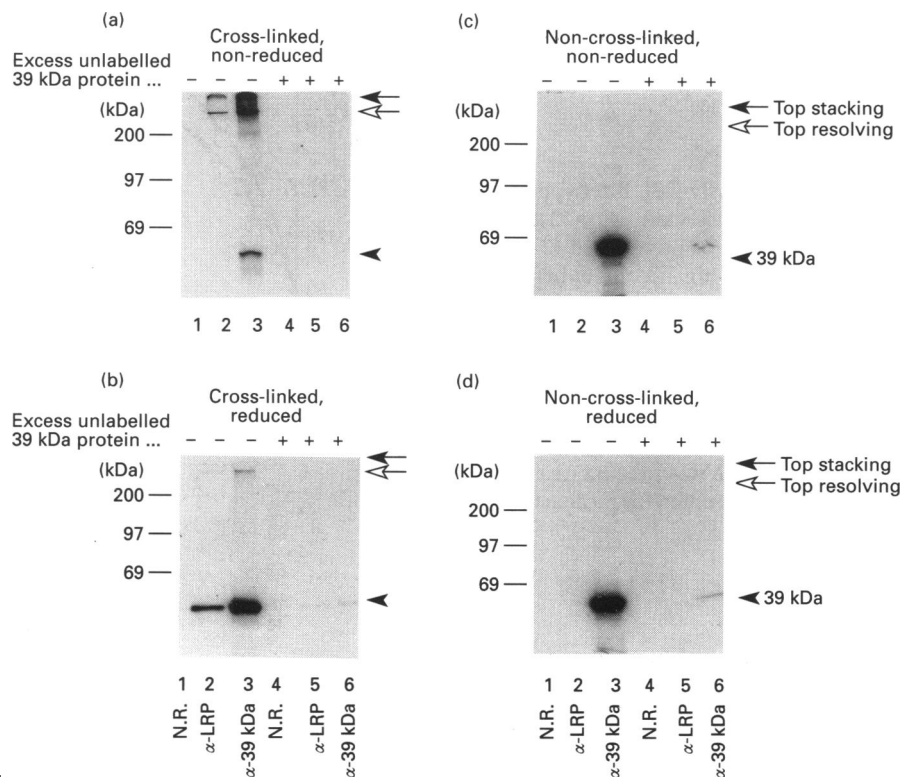 (a)
Cross-linked,
non-reduced
Excess unlabelled
39 kDa protein ... – – – + + +
(kDa)
200
97
69
1 2 3 4 5 6
(c)
Non-cross-linked,
non-reduced
– – – + + +
(kDa)
Top stacking
Top resolving
200
97
69
39 kDa
1 2 3 4 5 6
(b)
Cross-linked,
reduced
Excess unlabelled
39 kDa protein ... – – – + + +
(kDa)
200
97
69
1 2 3 4 5 6
N.R. α-LRP α-39 kDa N.R. α-LRP α-39 kDa
(d)
Non-cross-linked,
reduced
– – – + + +
(kDa)
Top stacking
Top resolving
200
97
69
39 kDa
1 2 3 4 5 6
N.R. α-LRP α-39 kDa N.R. α-LRP α-39 kDa